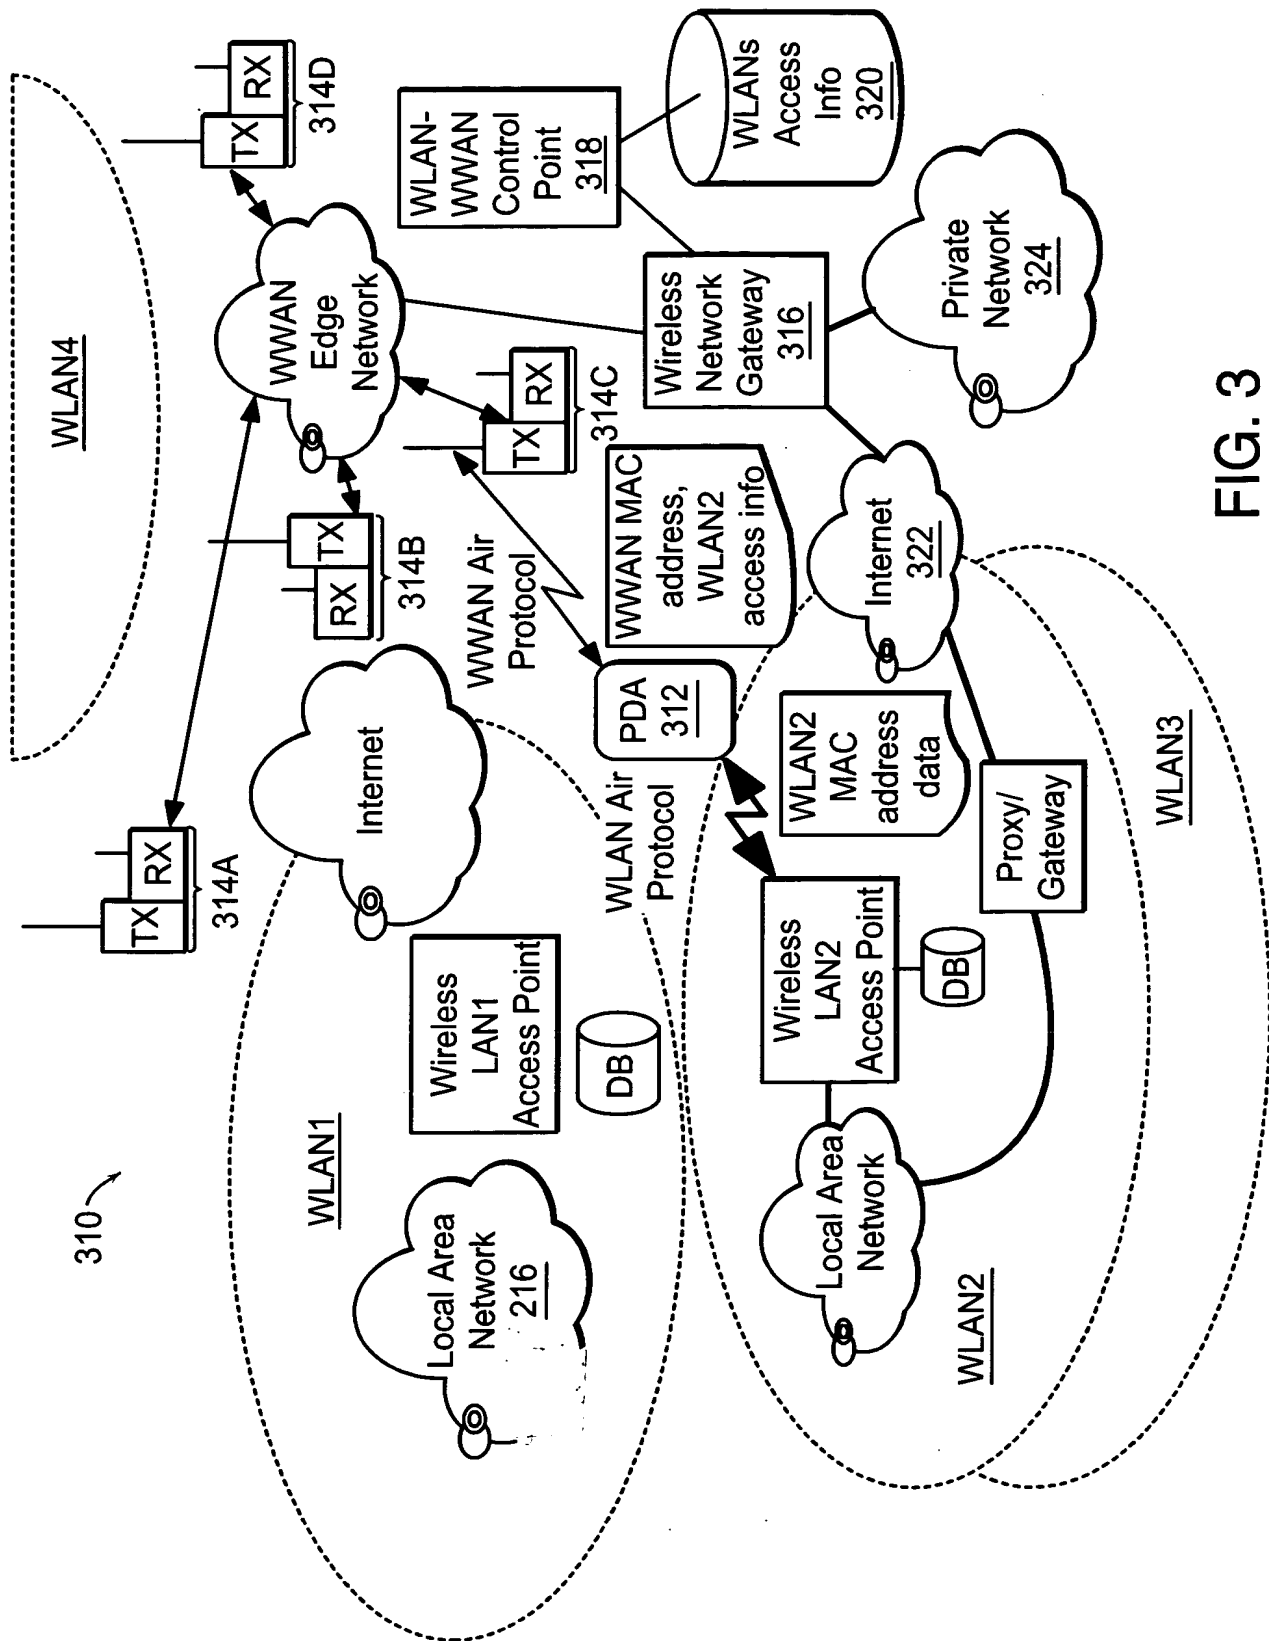 310
WLAN1
Local Area
Network
216
Wireless
LAN1
Access Point
DB
Internet
TX
RX
314A
WLAN4
RX
TX
314B
WWAN
Edge
Network
TX
RX
314D
TX
RX
314C
WWAN Air
Protocol
WLAN Air
Protocol
PDA
312
WLAN-
WWAN
Control
Point
318
WLANs
Access
Info
320
Wireless
Network
Gateway
316
Private
Network
324
WWAN MAC
address,
WLAN2
access info
Internet
322
WLAN2
MAC
address
data
Proxy/
Gateway
Wireless
LAN2
Access Point
DB
Local Area
Network
WLAN2
WLAN3
FIG. 3